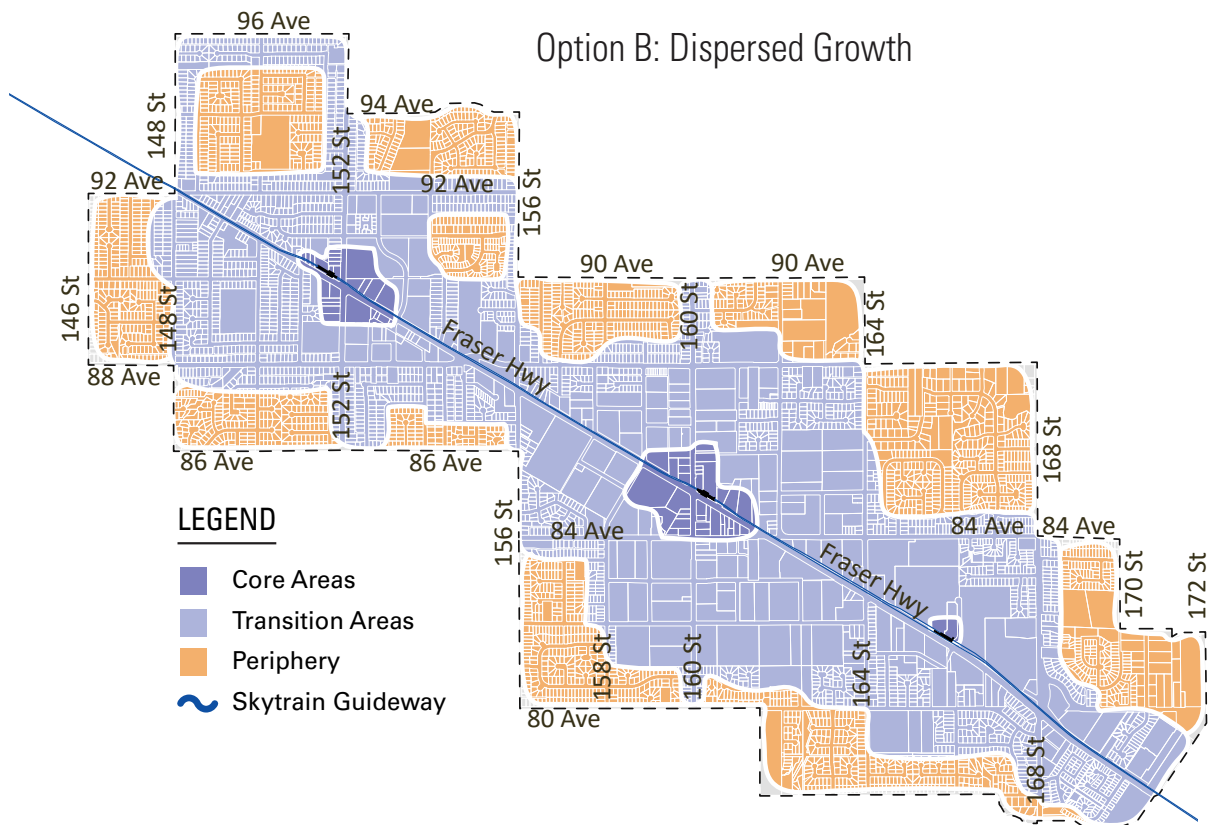 96 Ave
Option B: Dispersed Growth
148 St
94 Ave
152 St
92 Ave
92 Ave
156 St
146 St
148 St
90 Ave
90 Ave
160 St
164 St
Fraser Hwy
88 Ave
152 St
86 Ave
86 Ave
168 St
LEGEND
Core Areas
Transition Areas
Periphery
Skytrain Guideway
156 St
84 Ave
84 Ave
84 Ave
Fraser Hwy
170 St
172 St
158 St
160 St
164 St
80 Ave
168 St